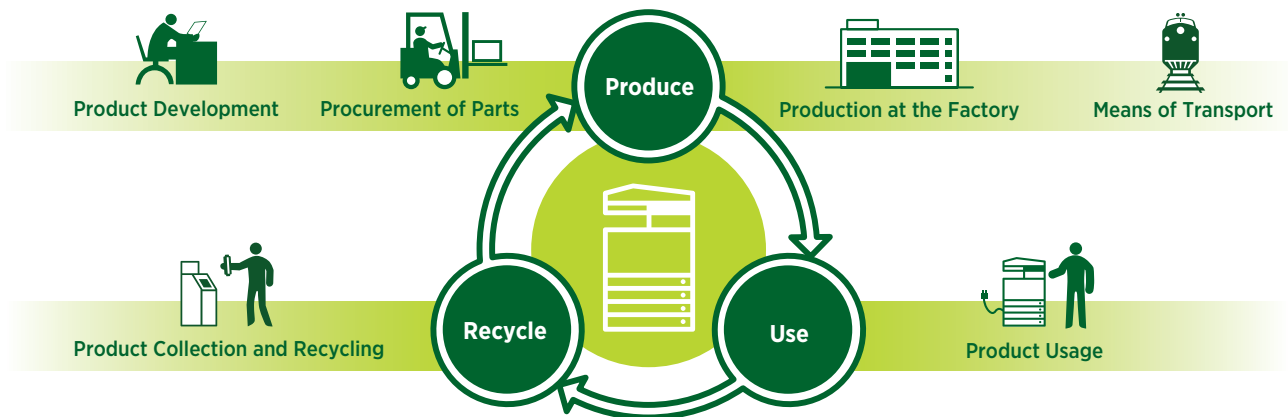 Produce
Product Development
Procurement of Parts
Production at the Factory
Means of Transport
Recycle
Use
Product Collection and Recycling
Product Usage